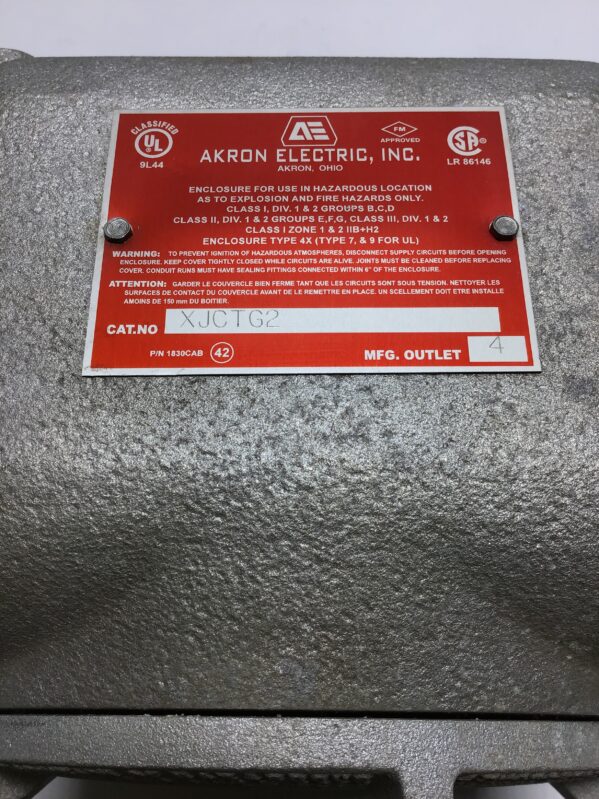 CLASSIFIED
UL
9L44
AE
FM
APPROVED
SA
LR 86146
AKRON ELECTRIC, INC.
AKRON, OHIO
ENCLOSURE FOR USE IN HAZARDOUS LOCATION
AS TO EXPLOSION AND FIRE HAZARDS ONLY.
CLASS I, DIV. 1 & 2 GROUPS B,C,D
CLASS II, DIV. 1 & 2 GROUPS E,F,G, CLASS III, DIV. 1 & 2
CLASS I ZONE 1 & 2 IIB+H2
ENCLOSURE TYPE 4X (TYPE 7, & 9 FOR UL)
WARNING: TO PREVENT IGNITION OF HAZARDOUS ATMOSPHERES, DISCONNECT SUPPLY CIRCUITS BEFORE OPENING
ENCLOSURE. KEEP COVER TIGHTLY CLOSED WHILE CIRCUITS ARE ALIVE. JOINTS MUST BE CLEANED BEFORE REPLACING
COVER. CONDUIT RUNS MUST HAVE SEALING FITTINGS CONNECTED WITHIN 6" OF THE ENCLOSURE.
ATTENTION: GARDER LE COUVERCLE BIEN FERME TANT QUE LES CIRCUITS SONT SOUS TENSION. NETTOYER LES
SURFACES DE CONTACT DU COUVERCLE AVANT DE LE REMETTRE EN PLACE. UN SCELLEMENT DOIT ETRE INSTALLE
AMOINS DE 150 mm DU BOITIER.
CAT.NO XJCTG2
P/N 1830CAB 42 MFG. OUTLET 4